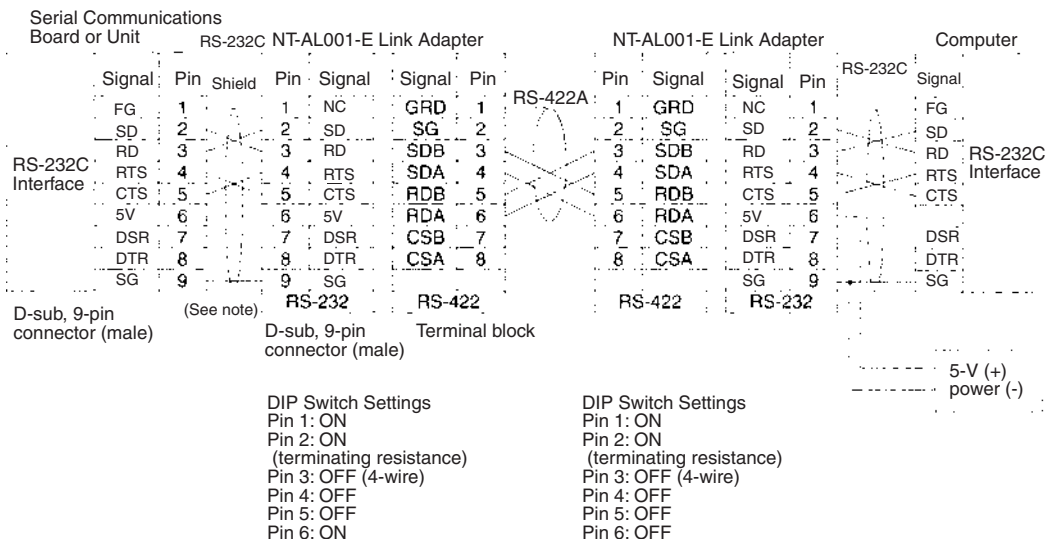 Serial Communications
Board or Unit
RS-232C NT-AL001-E Link Adapter NT-AL001-E Link Adapter Computer
Signal Pin Shield Pin Signal Signal Pin RS-422A Pin Signal Signal Pin RS-232C Signal
FG 1 1 NC GRD 1 1 GRD NC 1 FG
SD 2 2 SD SG 2 2 SG SD 2 SD
RD 3 3 RD SDB 3 3 SDB RD 3 RD
RTS 4 4 RTS SDA 4 4 SDA RTS 4 RTS
CTS 5 5 CTS RDB 5 5 RDB CTS 5 CTS
5V 6 6 5V RDA 6 6 RDA 5V 6
DSR 7 7 DSR CSB 7 7 CSB DSR 7 DSR
DTR 8 8 DTR CSA 8 8 CSA DTR 8 DTR
SG 9 9 SG SG 9 SG
RS-232C
Interface
RS-232C
Interface
(See note)
RS-232 RS-422 RS-422 RS-232
D-sub, 9-pin
connector (male)
D-sub, 9-pin
connector (male)
Terminal block
5-V (+)
power (-)
DIP Switch Settings
Pin 1: ON
Pin 2: ON
(terminating resistance)
Pin 3: OFF (4-wire)
Pin 4: OFF
Pin 5: OFF
Pin 6: ON
DIP Switch Settings
Pin 1: ON
Pin 2: ON
(terminating resistance)
Pin 3: OFF (4-wire)
Pin 4: OFF
Pin 5: OFF
Pin 6: OFF